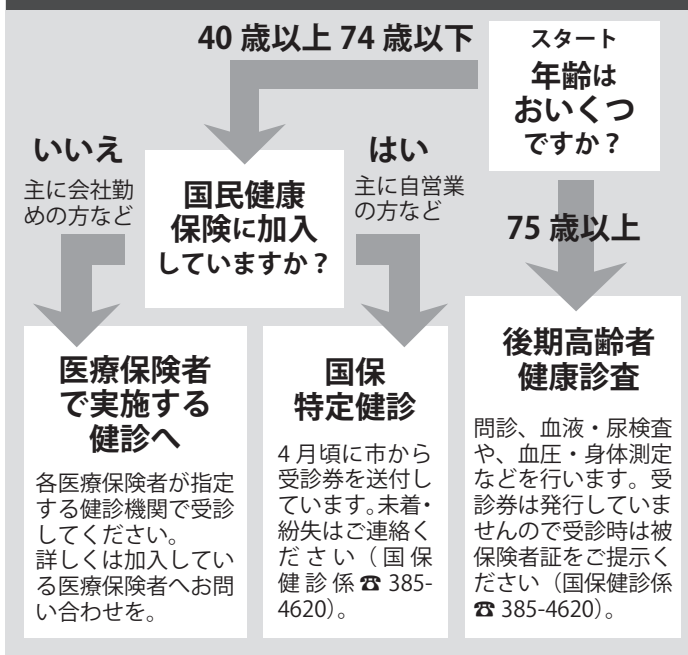 スタート
年齢は
おいくつ
ですか？
40 歳以上 74 歳以下
75 歳以上
国民健康
保険に加入
していますか？
いいえ
主に会社勤
めの方など
はい
主に自営業
の方など
医療保険者
で実施する
健診へ
各医療保険者が指定
する健診機関で受診
してください。
詳しくは加入してい
る医療保険者へお問
い合わせを。
国保
特定健診
4 月頃に市から
受診券を送付し
ています。未着・
紛失はご連絡く
ださい（国保
健診係☎385-
4620）。
後期高齢者
健康診査
問診、血液・尿検査
や、血圧・身体測定
などを行います。受
診券は発行していま
せんので受診時は被
保険者証をご提示く
ださい（国保健診係
☎385-4620）。